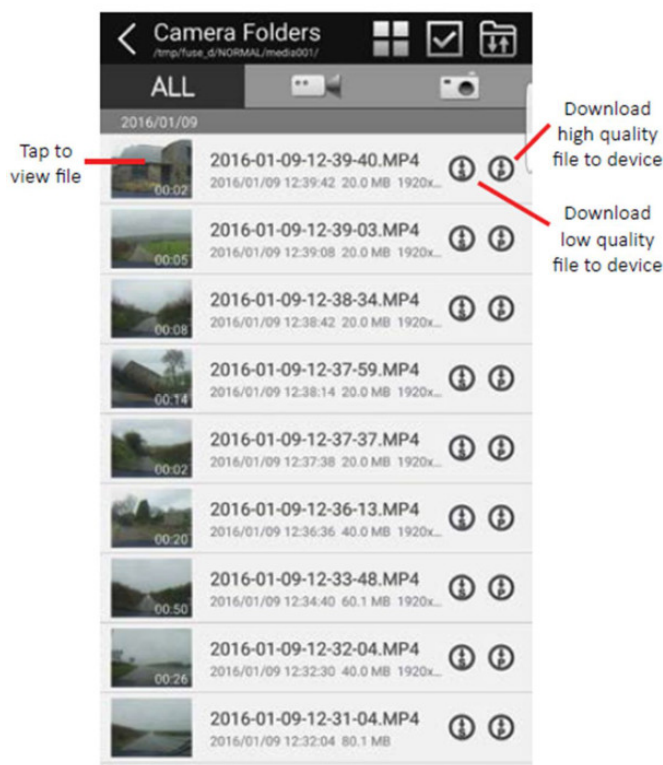 Camera Folders
/tmp/fuse_d/NORMAL/media001/
ALL
2016/01/09
Tap to
view file
00:02
2016-01-09-12-39-40.MP4
2016/01/09 12:39:42 20.0 MB 1920x...
Download
high quality
file to device
Download
low quality
file to device
00:05
2016-01-09-12-39-03.MP4
2016/01/09 12:39:08 20.0 MB 1920x...
00:08
2016-01-09-12-38-34.MP4
2016/01/09 12:38:42 20.0 MB 1920x...
00:14
2016-01-09-12-37-59.MP4
2016/01/09 12:38:14 20.0 MB 1920x...
00:02
2016-01-09-12-37-37.MP4
2016/01/09 12:37:38 20.0 MB 1920x...
00:20
2016-01-09-12-36-13.MP4
2016/01/09 12:36:36 40.0 MB 1920x...
00:50
2016-01-09-12-33-48.MP4
2016/01/09 12:34:40 60.1 MB 1920x...
00:26
2016-01-09-12-32-04.MP4
2016/01/09 12:32:30 40.0 MB 1920x...
2016-01-09-12-31-04.MP4
2016/01/09 12:32:04 80.1 MB